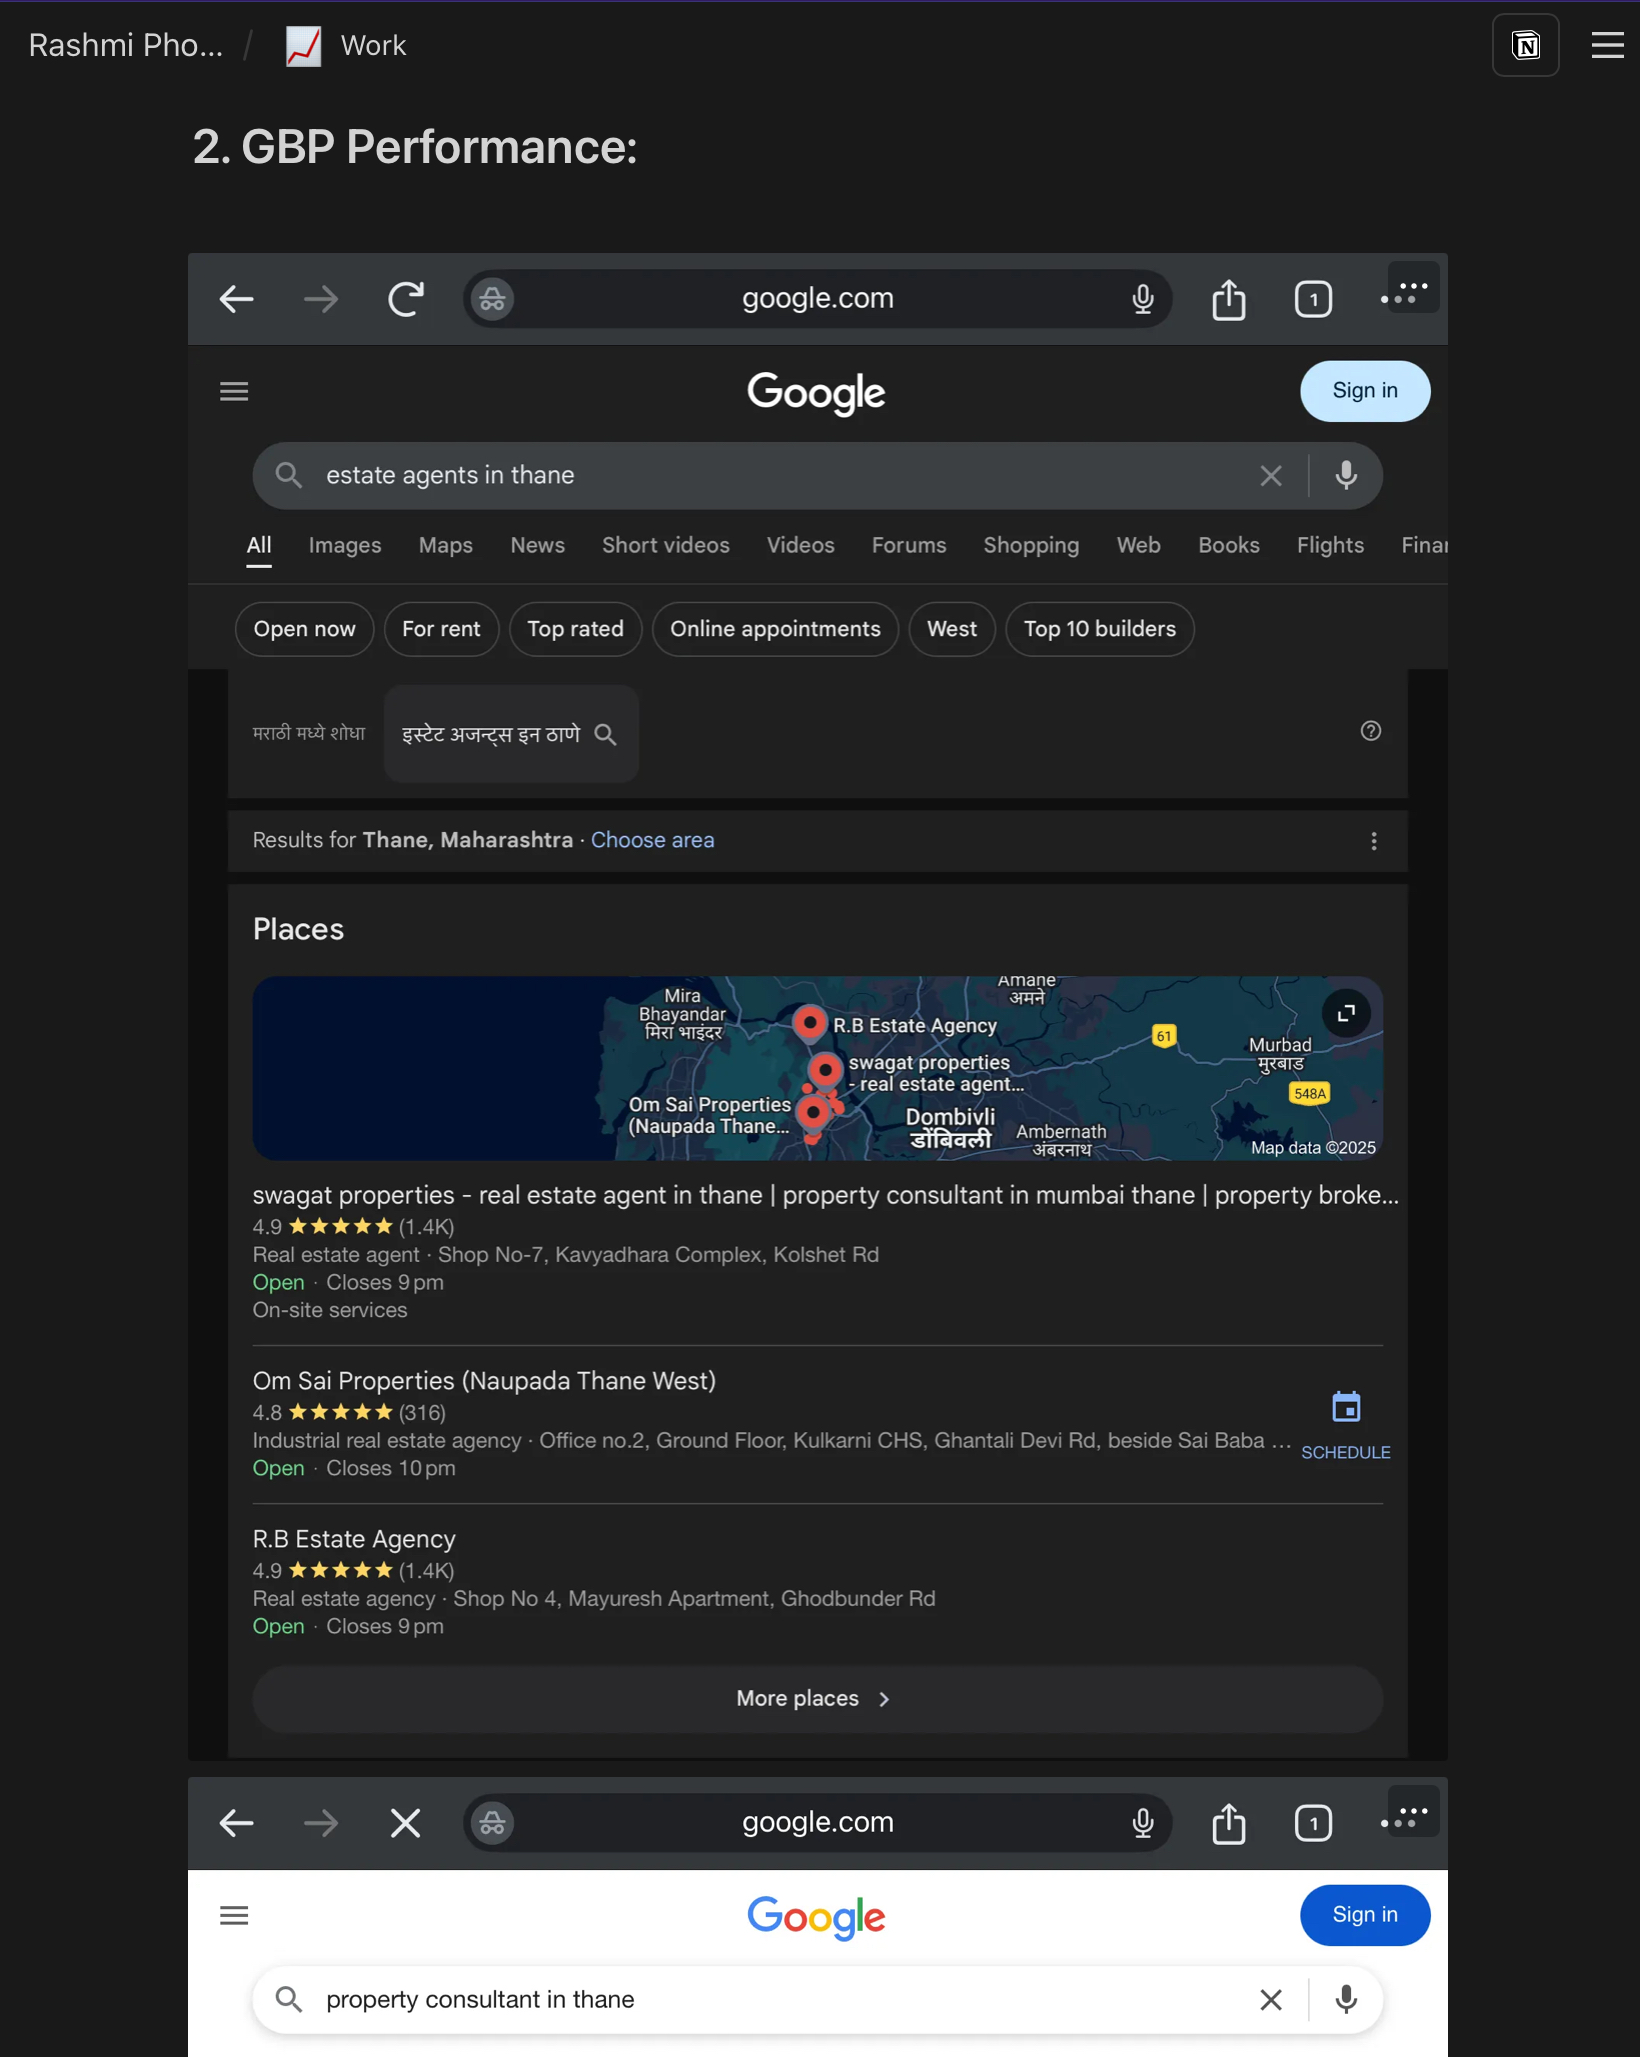 Rashmi Pho... / Work
2. GBP Performance:
google.com
1
Google
Sign in
estate agents in thane
All Images Maps News Short videos Videos Forums Shopping Web Books Flights Finan
Open now For rent Top rated Online appointments West Top 10 builders
मराठी मध्ये शोधा इस्टेट अजन्ट्स इन ठाणे
Results for Thane, Maharashtra · Choose area
Places
Amane
अमने
Mira
Bhayandar
मिरा भाइंदर
R.B Estate Agency
61
Murbad
मुरबाड
swagat properties
- real estate agent...
548A
Om Sai Properties
(Naupada Thane...
Dombivli
डोंबिवली
Ambernath
अंबरनाथ
Map data ©2025
swagat properties - real estate agent in thane | property consultant in mumbai thane | property broke...
4.9 ★★★★★ (1.4K)
Real estate agent · Shop No-7, Kavyadhara Complex, Kolshet Rd
Open · Closes 9 pm
On-site services
Om Sai Properties (Naupada Thane West)
4.8 ★★★★★ (316)
Industrial real estate agency · Office no.2, Ground Floor, Kulkarni CHS, Ghantali Devi Rd, beside Sai Baba ...
Open · Closes 10 pm
SCHEDULE
R.B Estate Agency
4.9 ★★★★★ (1.4K)
Real estate agency · Shop No 4, Mayuresh Apartment, Ghodbunder Rd
Open · Closes 9 pm
More places
google.com
1
Google
Sign in
property consultant in thane